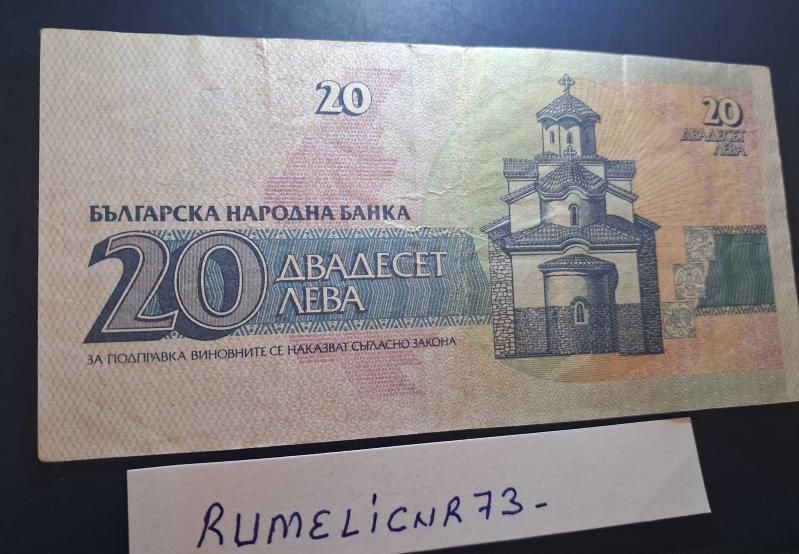 20
20
ДВАДЕСЕТ
ЛЕВА
БЪЛГАРСКА НАРОДНА БАНКА
20 ДВАДЕСЕТ
ЛЕВА
ЗА ПОДПРАВКА ВИНОВНИТЕ СЕ НАКАЗВАТ СЪГЛАСНО ЗАКОНА
RUMELiCNR73-